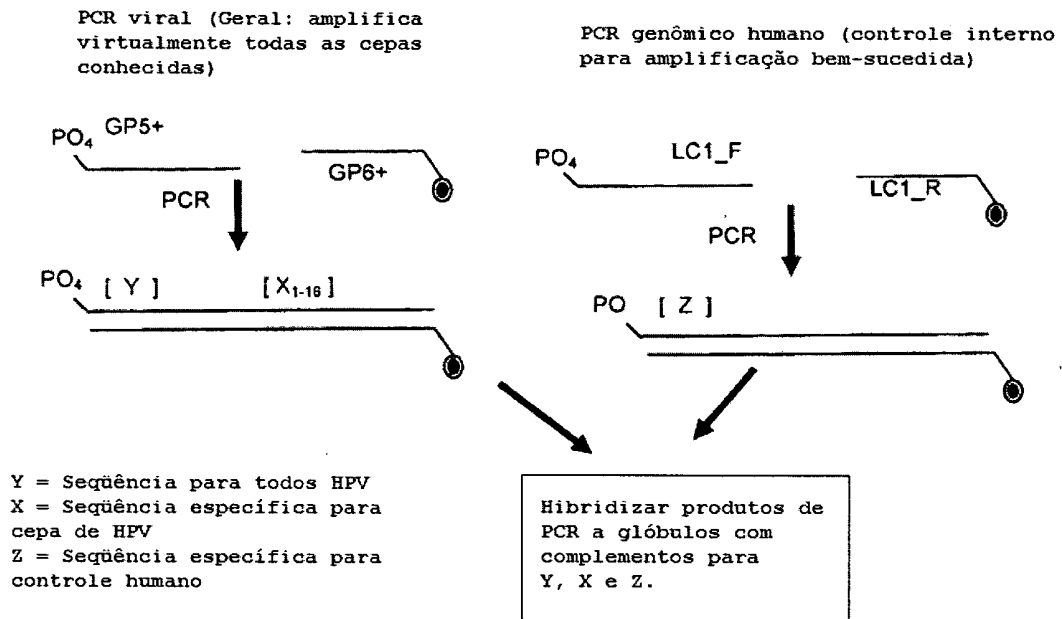 PCR viral (Geral: amplifica
virtualmente todas as cepas
conhecidas)
PCR genômico humano (controle interno
para amplificação bem-sucedida)
PO4
GP5+
GP6+
PCR
PO4
[ Y ]
[ X1-16 ]
PO4
LC1_F
LC1_R
PCR
PO
[ Z ]
Y = Seqüência para todos HPV
X = Seqüência específica para
cepa de HPV
Z = Seqüência específica para
controle humano
Hibridizar produtos de
PCR a glóbulos com
complementos para
Y, X e Z.